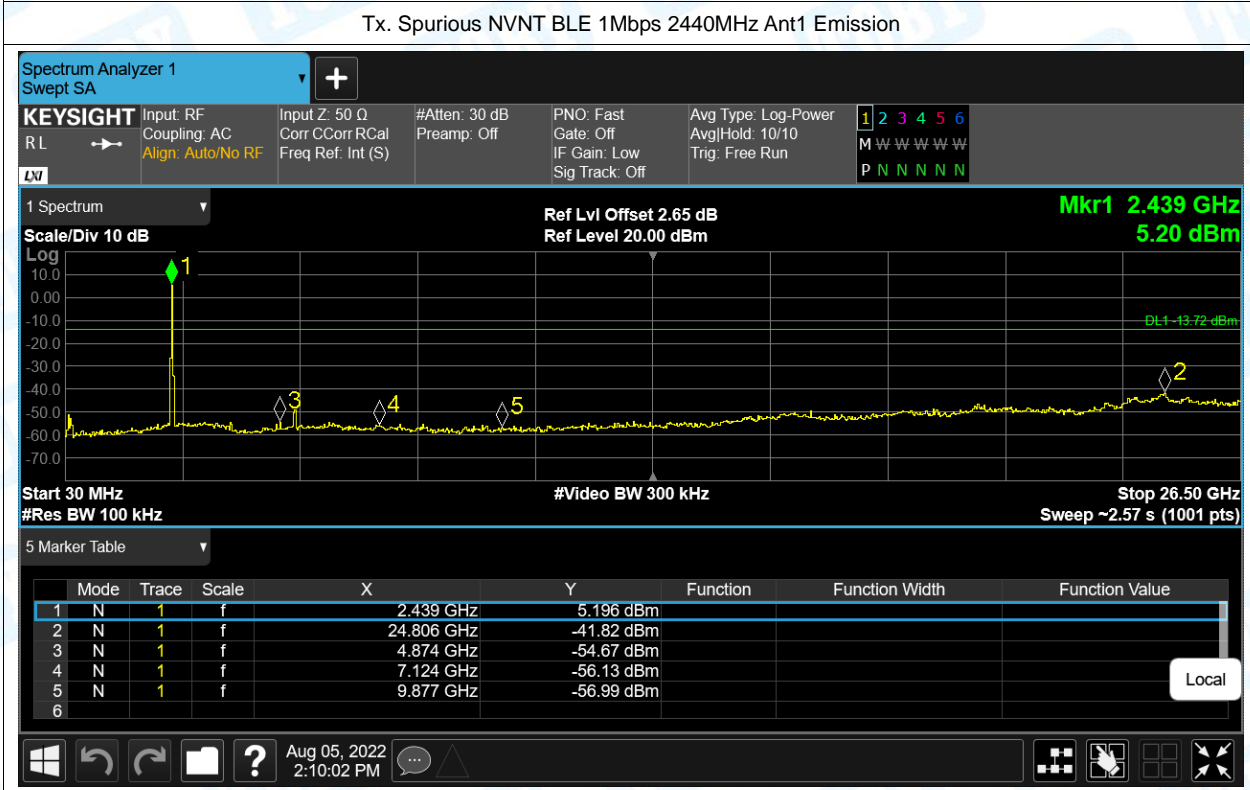 Tx. Spurious NVNT BLE 1Mbps 2440MHz Ant1 Emission
Spectrum Analyzer 1
Swept SA
KEYSIGHT
R L
LXI
Input: RF
Coupling: AC
Align: Auto/No RF
Input Z: 50 Ω
Corr CCorr RCal
Freq Ref: Int (S)
#Atten: 30 dB
Preamp: Off
PNO: Fast
Gate: Off
IF Gain: Low
Sig Track: Off
Avg Type: Log-Power
Avg|Hold: 10/10
Trig: Free Run
1 2 3 4 5 6
M W W W W W
P N N N N N
1 Spectrum
Scale/Div 10 dB
Ref Lvl Offset 2.65 dB
Ref Level 20.00 dBm
Mkr1 2.439 GHz
5.20 dBm
Log
10.0
0.00
-10.0
-20.0
-30.0
-40.0
-50.0
-60.0
-70.0
1
DL1 -13.72 dBm
2
3
4
5
Start 30 MHz
#Res BW 100 kHz
#Video BW 300 kHz
Stop 26.50 GHz
Sweep ~2.57 s (1001 pts)
5 Marker Table
Mode Trace Scale X Y Function Function Width Function Value
1 N 1 f 2.439 GHz 5.196 dBm
2 N 1 f 24.806 GHz -41.82 dBm
3 N 1 f 4.874 GHz -54.67 dBm
4 N 1 f 7.124 GHz -56.13 dBm
5 N 1 f 9.877 GHz -56.99 dBm
6
Local
?
Aug 05, 2022
2:10:02 PM